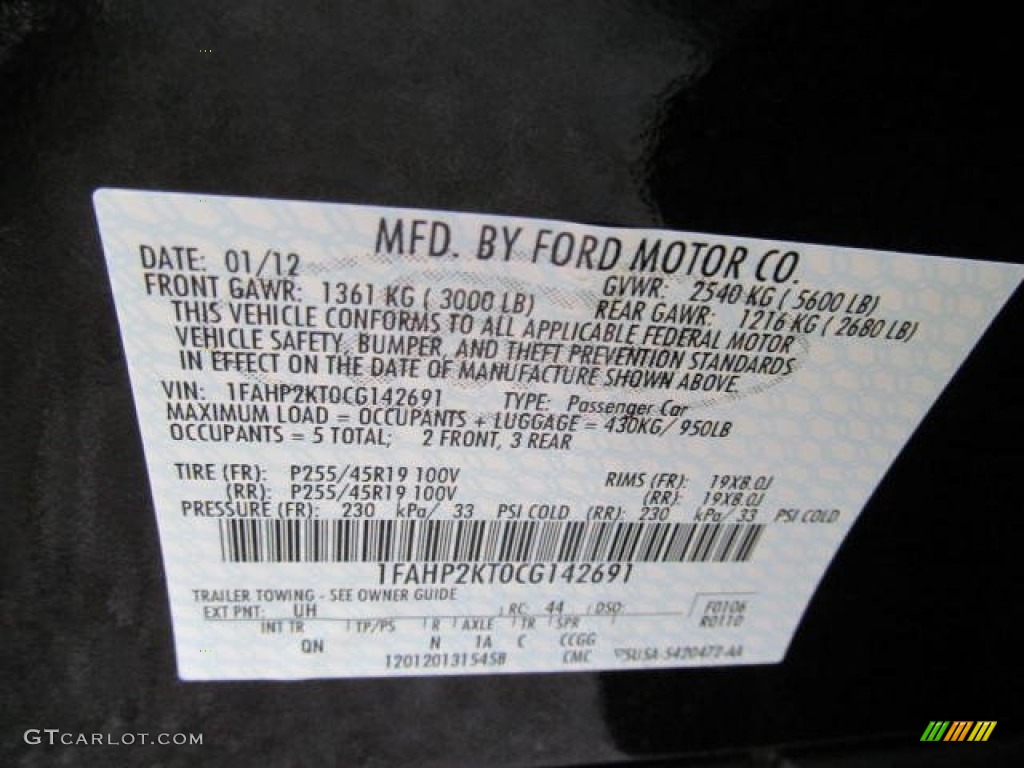 MFD. BY FORD MOTOR CO.
DATE: 01/12 GVWR: 2540 KG ( 5600 LB)
FRONT GAWR: 1361 KG ( 3000 LB) REAR GAWR: 1216 KG ( 2680 LB)
THIS VEHICLE CONFORMS TO ALL APPLICABLE FEDERAL MOTOR
VEHICLE SAFETY, BUMPER, AND THEFT PREVENTION STANDARDS
IN EFFECT ON THE DATE OF MANUFACTURE SHOWN ABOVE.
VIN: 1FAHP2KT0CG142691 TYPE: Passenger Car
MAXIMUM LOAD = OCCUPANTS + LUGGAGE = 430KG/ 950LB
OCCUPANTS = 5 TOTAL; 2 FRONT, 3 REAR
TIRE (FR): P255/45R19 100V RIMS (FR): 19X8.0J
(RR): P255/45R19 100V (RR): 19X8.0J
PRESSURE (FR): 230 kPa/ 33 PSI COLD (RR): 230 kPa/ 33 PSI COLD
1FAHP2KT0CG142691
TRAILER TOWING - SEE OWNER GUIDE
EXT PNT: UH RC: 44 DSO: F0106
INT TR TP/PS R AXLE TR SPR R0110
QN N 1A C CCGG
120120131545B CMC 5U5A-5420472-AA
GTCARLOT.COM